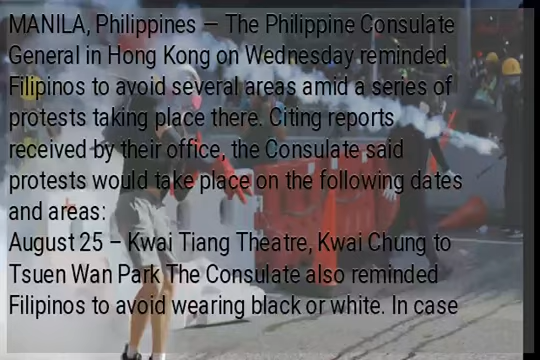 MANILA, Philippines — The Philippine Consulate
General in Hong Kong on Wednesday reminded
Filipinos to avoid several areas amid a series of
protests taking place there. Citing reports
received by their office, the Consulate said
protests would take place on the following dates
and areas:
August 25 – Kwai Tiang Theatre, Kwai Chung to
Tsuen Wan Park The Consulate also reminded
Filipinos to avoid wearing black or white. In case